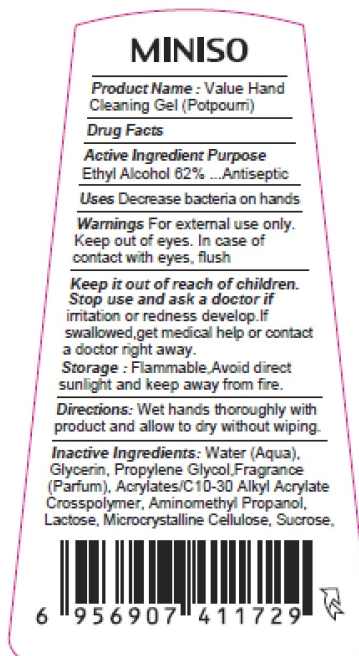 MINISO
Product Name : Value Hand
Cleaning Gel (Potpourri)
Drug Facts
Active Ingredient Purpose
Ethyl Alcohol 62% ...Antiseptic
Uses Decrease bacteria on hands
Warnings For external use only.
Keep out of eyes. In case of
contact with eyes, flush
Keep it out of reach of children.
Stop use and ask a doctor if
irritation or redness develop.If
swallowed,get medical help or contact
a doctor right away.
Storage : Flammable,Avoid direct
sunlight and keep away from fire.
Directions: Wet hands thoroughly with
product and allow to dry without wiping.
Inactive Ingredients: Water (Aqua),
Glycerin, Propylene Glycol,Fragrance
(Parfum), Acrylates/C10-30 Alkyl Acrylate
Crosspolymer, Aminomethyl Propanol,
Lactose, Microcrystalline Cellulose, Sucrose,
6 956907 411729